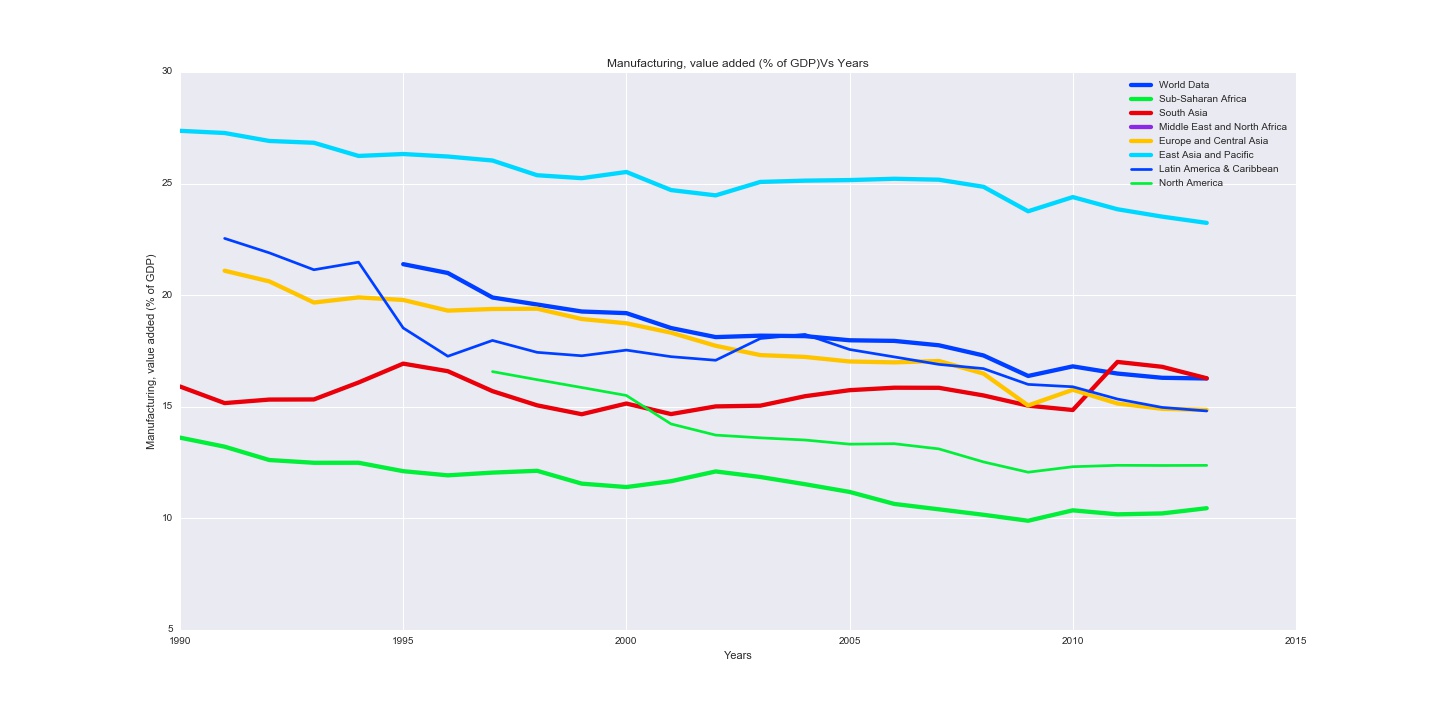 Manufacturing, value added (% of GDP)Vs Years
30
25
20
15
10
5
Manufacturing, value added (% of GDP)
World Data
Sub-Saharan Africa
South Asia
Middle East and North Africa
Europe and Central Asia
East Asia and Pacific
Latin America & Caribbean
North America
1990 1995 2000 2005 2010 2015
Years